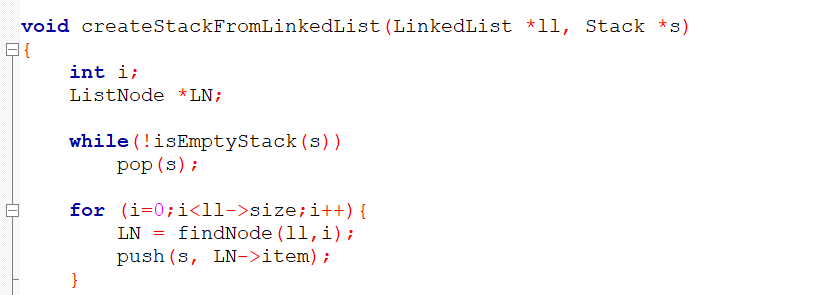 void createStackFromLinkedList(LinkedList *ll, Stack *s)
{
    int i;
    ListNode *LN;
    while(!isEmptyStack(s))
        pop(s);
    for (i=0;i<ll->size;i++){
        LN = findNode(ll,i);
        push(s, LN->item);
    }